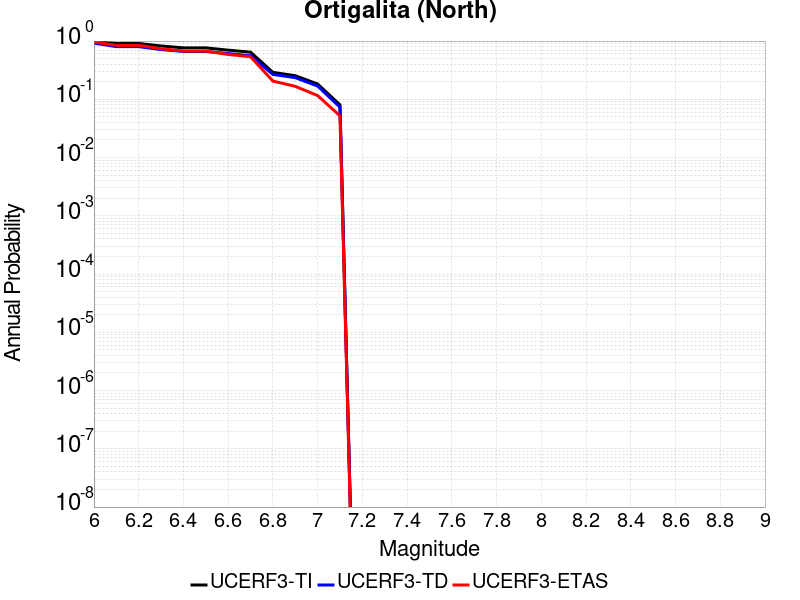 Ortigalita (North)
10^0
10^-1
10^-2
10^-3
10^-4
10^-5
10^-6
10^-7
10^-8
Annual Probability
6 6.2 6.4 6.6 6.8 7 7.2 7.4 7.6 7.8 8 8.2 8.4 8.6 8.8 9
Magnitude
UCERF3-TI UCERF3-TD UCERF3-ETAS